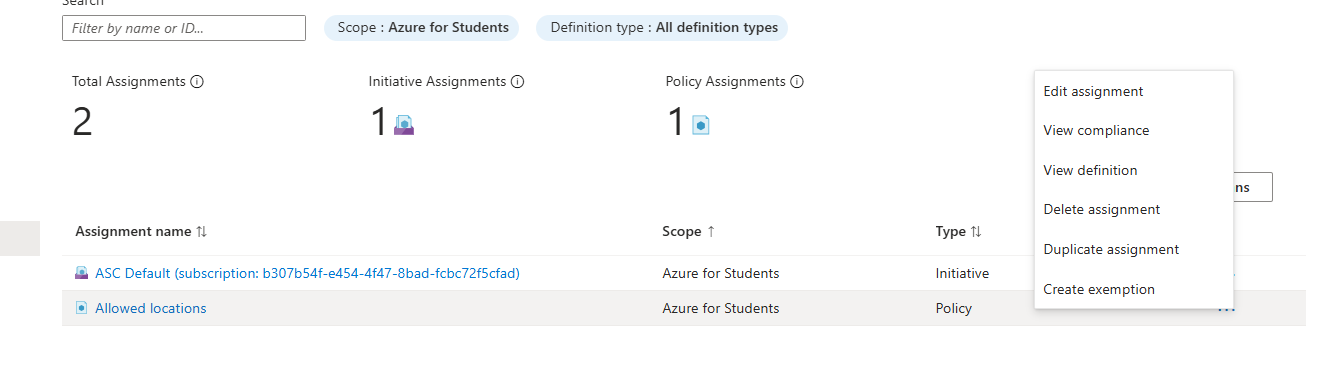 Search
Filter by name or ID...
Scope : Azure for Students
Definition type : All definition types
Total Assignments
2
Initiative Assignments
1
Policy Assignments
1
Edit assignment
View compliance
View definition
Delete assignment
Duplicate assignment
Create exemption
ns
Assignment name
Scope
Type
ASC Default (subscription: b307b54f-e454-4f47-8bad-fcbc72f5cfad)
Azure for Students
Initiative
Allowed locations
Azure for Students
Policy